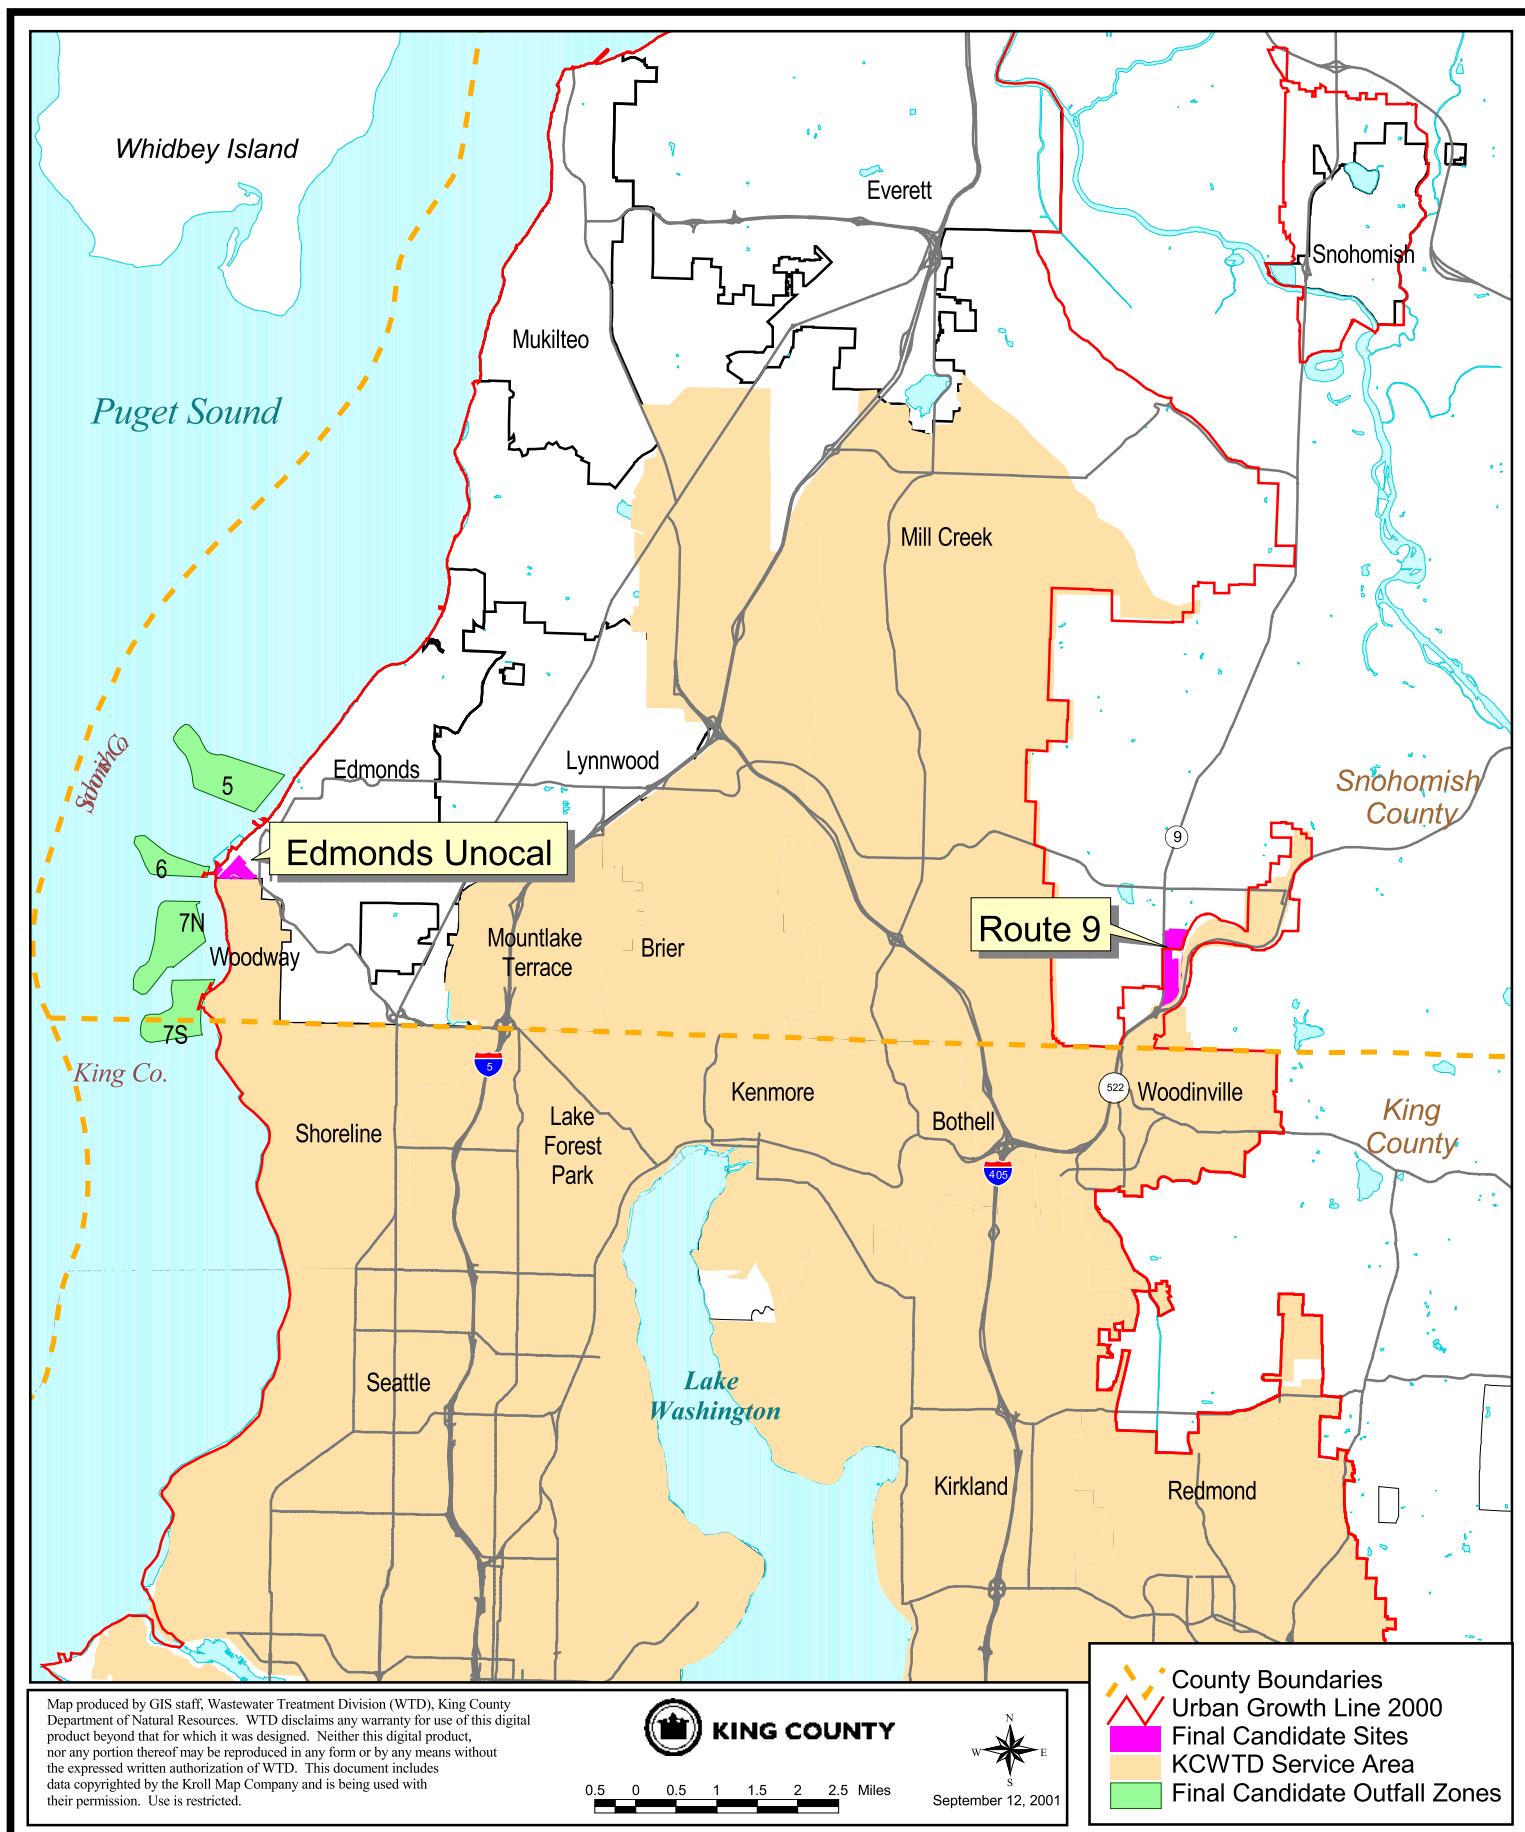 Whidbey Island
Everett
Snohomish
Mukilteo
Puget Sound
Mill Creek
Edmonds
Lynnwood
5
Snohomish
County
9
Edmonds Unocal
6
7N
Woodway
Mountlake
Terrace
Brier
Route 9
7S
King Co.
5
Kenmore
522
Woodinville
King
County
Shoreline
Lake
Forest
Park
Bothell
405
Seattle
Lake
Washington
Kirkland
Redmond
County Boundaries
Urban Growth Line 2000
Final Candidate Sites
KCWTD Service Area
Final Candidate Outfall Zones
Map produced by GIS staff, Wastewater Treatment Division (WTD), King County
Department of Natural Resources. WTD disclaims any warranty for use of this digital
product beyond that for which it was designed. Neither this digital product,
nor any portion thereof may be reproduced in any form or by any means without
the expressed written authorization of WTD. This document includes
data copyrighted by the Kroll Map Company and is being used with
their permission. Use is restricted.
KING COUNTY
0.5 0 0.5 1 1.5 2 2.5 Miles
N
W E
S
September 12, 2001